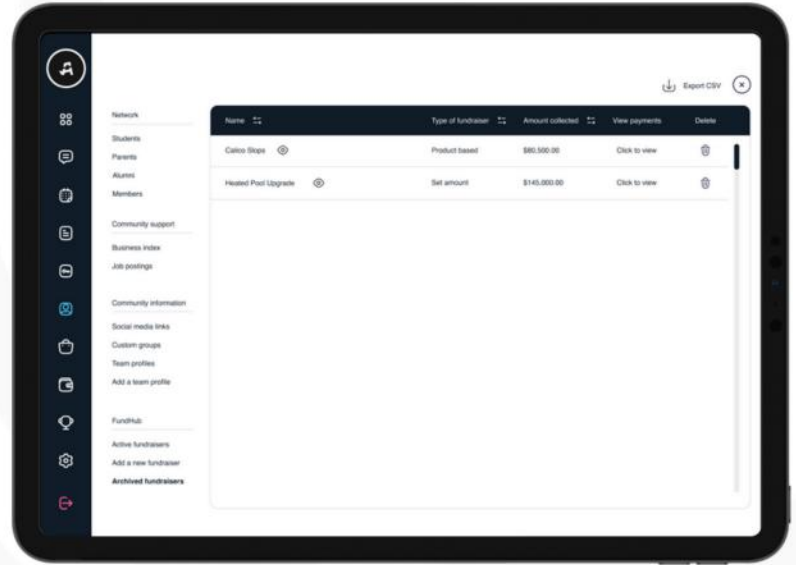 Export CSV
Network
Students
Parents
Alumni
Members
Community support
Business index
Job postings
Community information
Social media links
Custom groups
Team profiles
Add a team profile
FundHub
Active fundraisers
Add a new fundraiser
Archived fundraisers
Name Type of fundraiser Amount collected View payments Delete
Calico Slops Product based $80,500.00 Click to view
Heated Pool Upgrade Set amount $145,000.00 Click to view